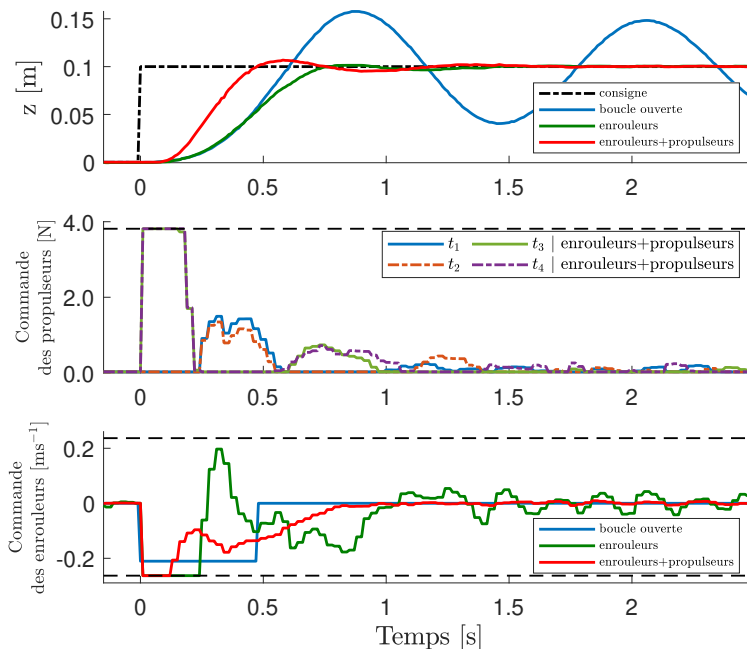 z [m]
0.15
0.1
0.05
0
consigne
boucle ouverte
enrouleurs
enrouleurs+propulseurs
0
0.5
1
1.5
2
Commande
des propulseurs [N]
4.0
2.0
0.0
t₁
t₂
t₃ | enrouleurs+propulseurs
t₄ | enrouleurs+propulseurs
0
0.5
1
1.5
2
Commande
des enrouleurs [ms⁻¹]
0.2
0
-0.2
boucle ouverte
enrouleurs
enrouleurs+propulseurs
0
0.5
1
1.5
2
Temps [s]